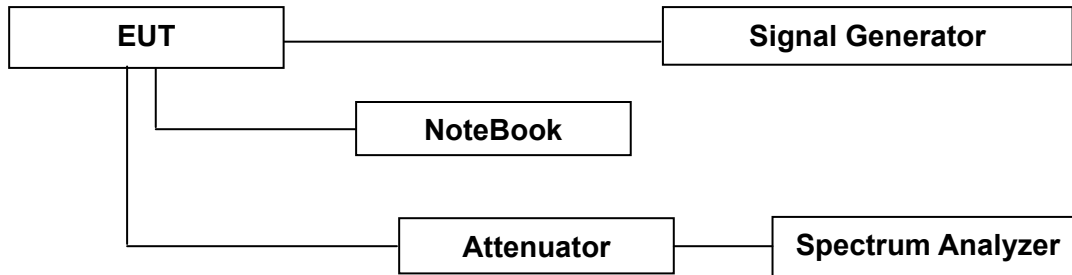 EUT
Signal Generator
NoteBook
Attenuator
Spectrum Analyzer